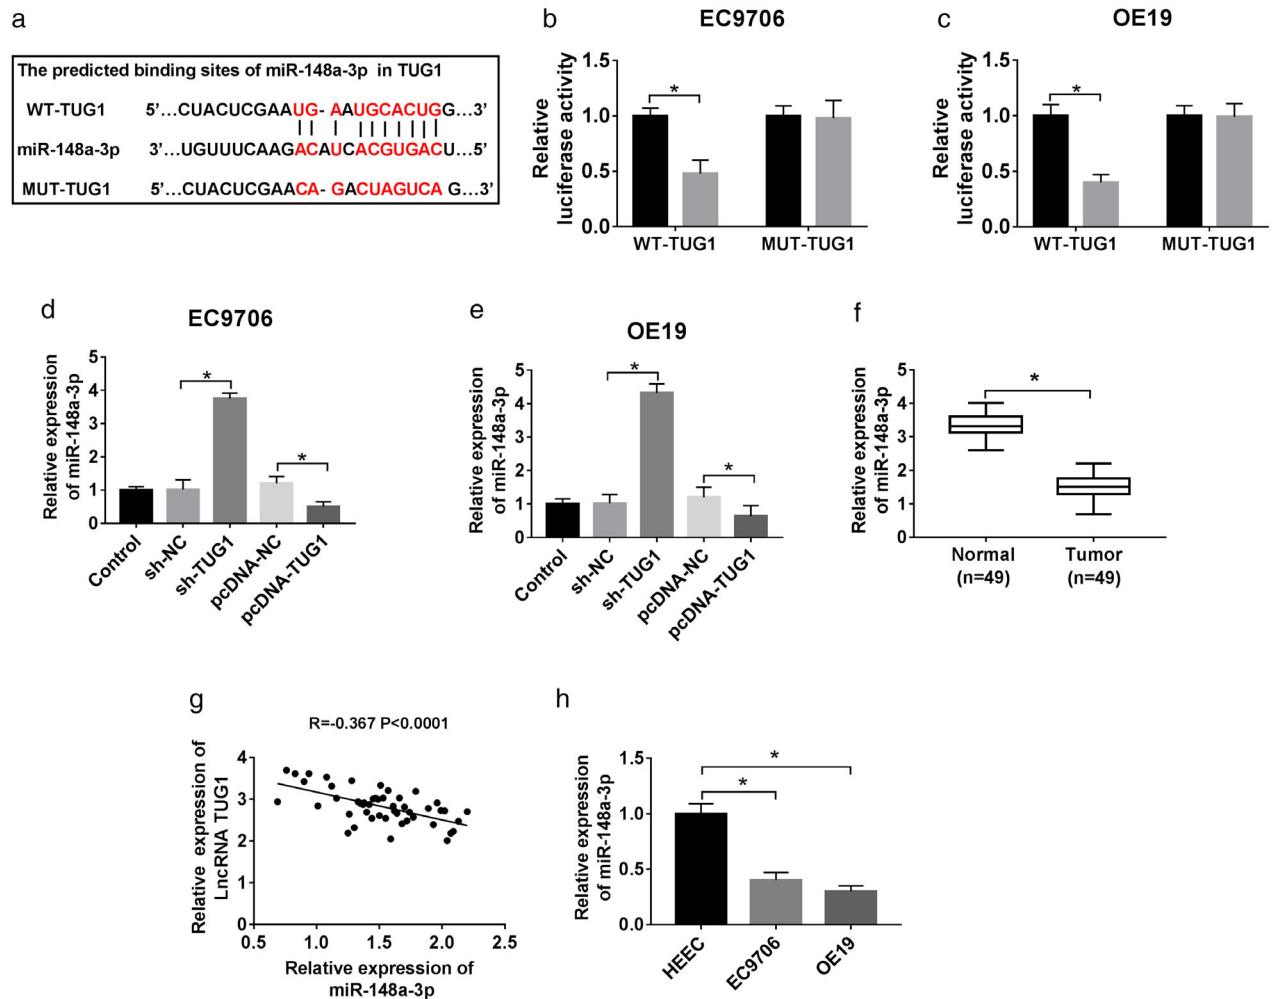 a
The predicted binding sites of miR-148a-3p in TUG1
WT-TUG1 5’...CUACUCGAAUG- AAUGCACUGG...3’
miR-148a-3p 3’...UGUUUCAAGACAUCACGUGACU...5’
MUT-TUG1 5’...CUACUCGAACA- GACUAGUCA G...3’
b
EC9706
Relative
luciferase activity
1.5
1.0
0.5
0.0
*
WT-TUG1 MUT-TUG1
c
OE19
Relative
luciferase activity
1.5
1.0
0.5
0.0
*
WT-TUG1 MUT-TUG1
d
EC9706
Relative expression
of miR-148a-3p
5
4
3
2
1
0
*
*
Control
sh-NC
sh-TUG1
pcDNA-NC
pcDNA-TUG1
e
OE19
Relative expression
of miR-148a-3p
5
4
3
2
1
0
*
*
Control
sh-NC
sh-TUG1
pcDNA-NC
pcDNA-TUG1
f
Relative expression
of miR-148a-3p
5
4
3
2
1
0
*
Normal Tumor
(n=49) (n=49)
g
R=-0.367 P<0.0001
Relative expression of
LncRNA TUG1
4
3
2
1
0
0.5 1.0 1.5 2.0 2.5
Relative expression of
miR-148a-3p
h
Relative expression
of miR-148a-3p
1.5
1.0
0.5
0.0
*
*
HEEC
EC9706
OE19